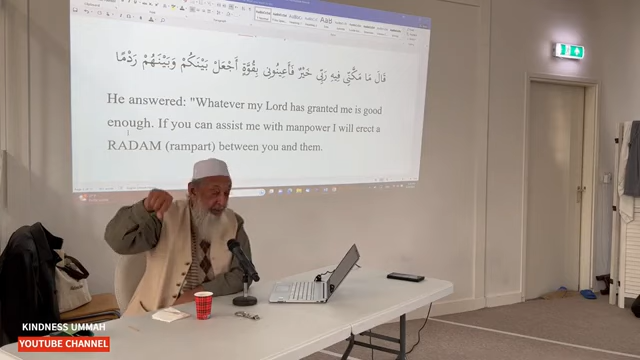 قَالَ مَا مَكَّنِّى فِيهِ رَبِّى خَيْرٌ فَأَعِينُونِى بِقُوَّةٍ أَجْعَلْ بَيْنَكُمْ وَبَيْنَهُمْ رَدْمًا
He answered: "Whatever my Lord has granted me is good
enough. If you can assist me with manpower I will erect a
RADAM (rampart) between you and them.
KINDNESS UMMAH
YOUTUBE CHANNEL